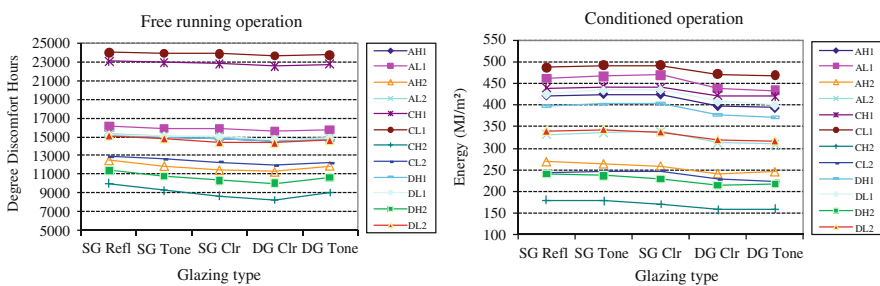 Free running operation
Degree Discomfort Hours
25000
23000
21000
19000
17000
15000
13000
11000
9000
7000
5000
SG Refl
SG Tone
SG Clr
DG Clr
DG Tone
Glazing type
AH1
AL1
AH2
AL2
CH1
CL1
CH2
CL2
DH1
DL1
DH2
DL2
Conditioned operation
Energy (MJ/m²)
550
500
450
400
350
300
250
200
150
100
SG Refl
SG Tone
SG Clr
DG Clr
DG Tone
Glazing type
AH1
AL1
AH2
AL2
CH1
CL1
CH2
CL2
DH1
DL1
DH2
DL2